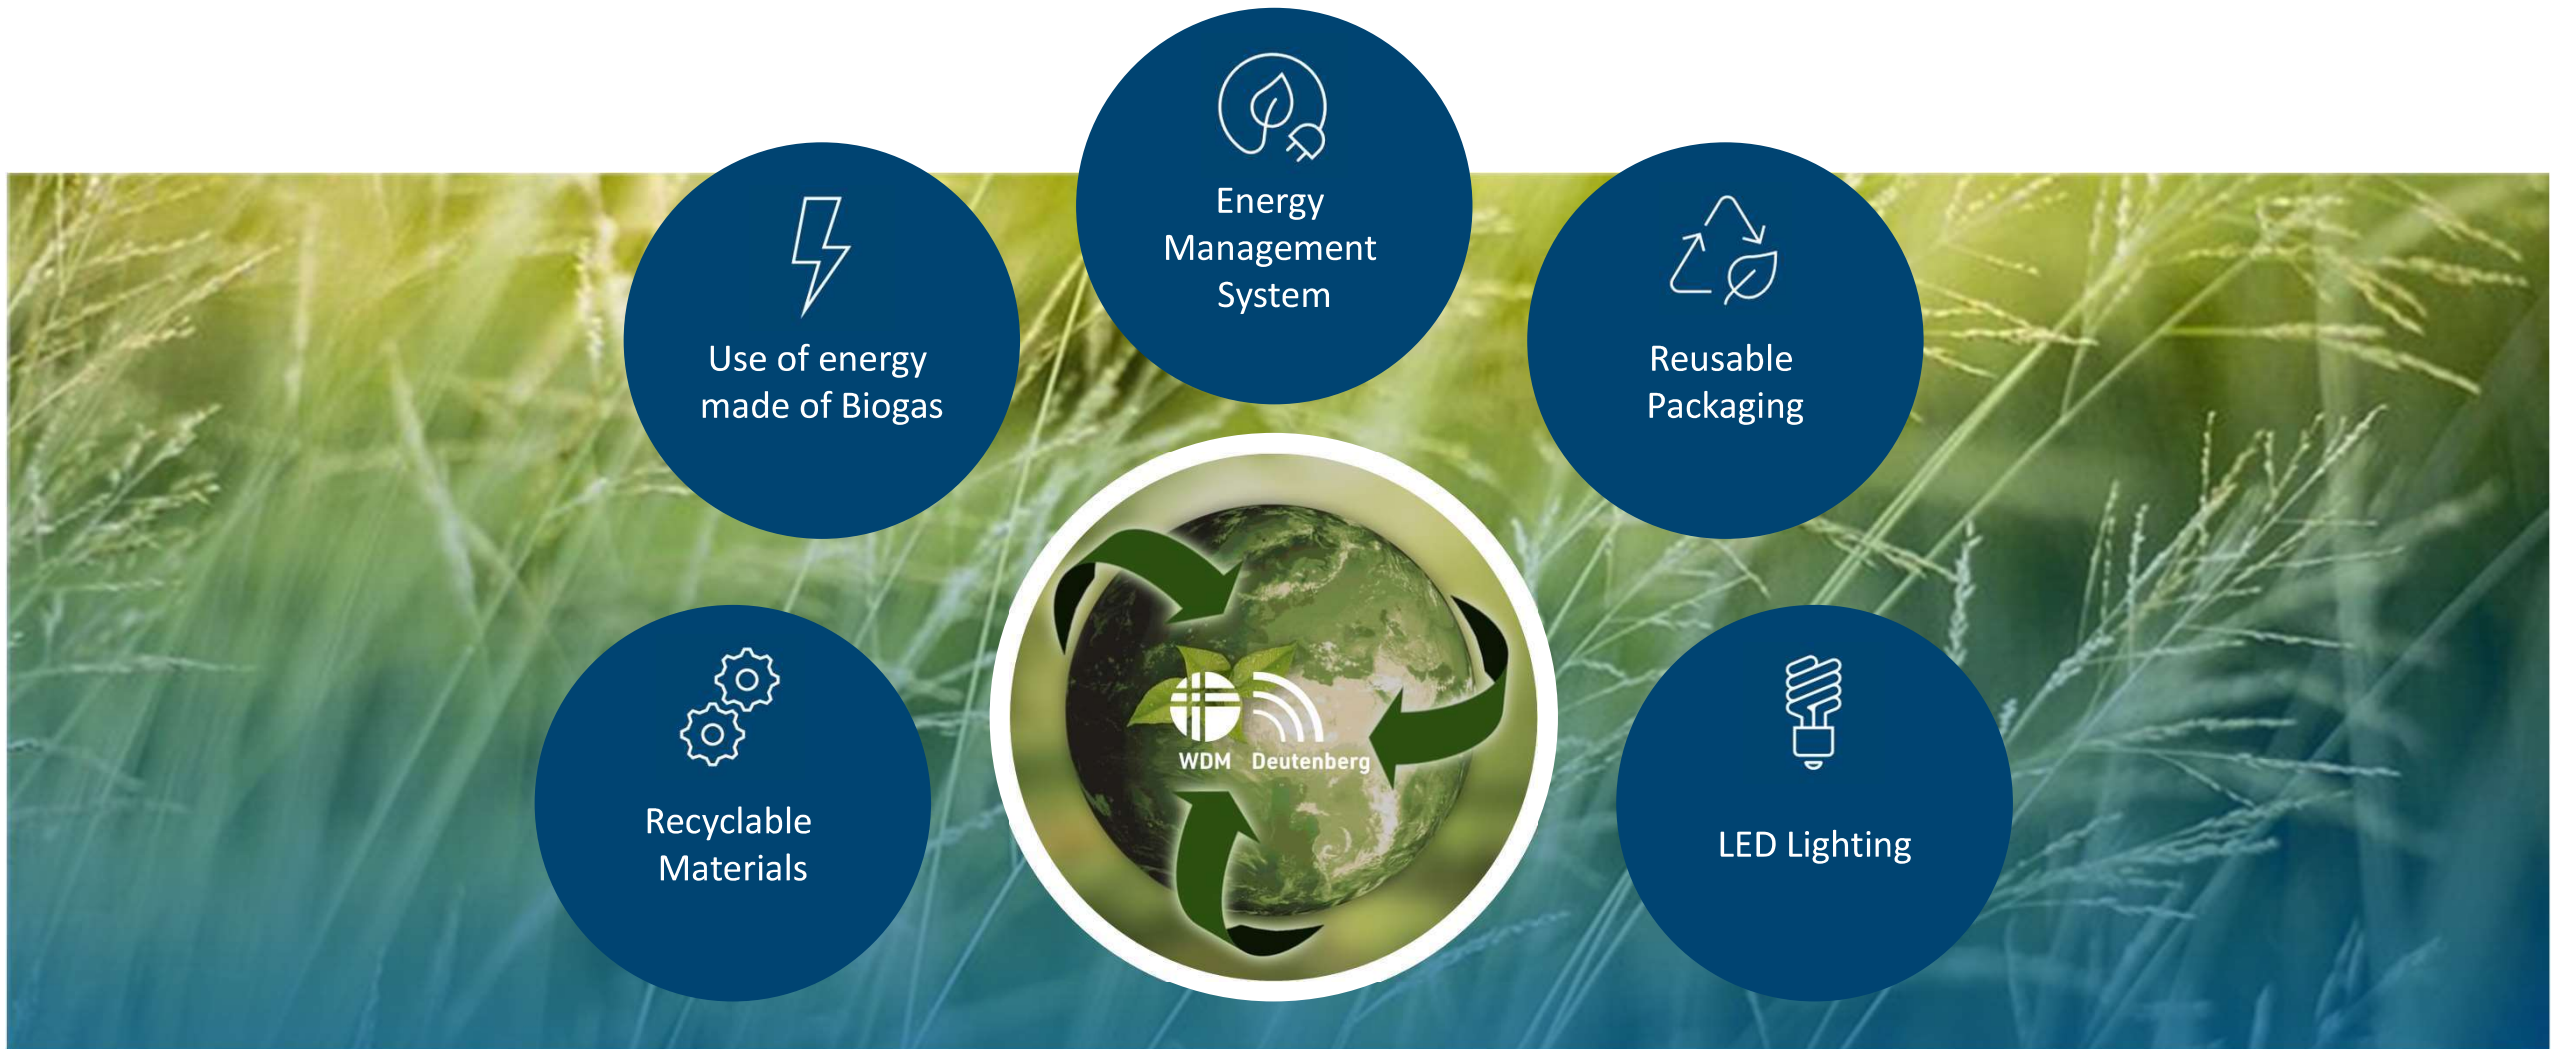 Energy
Management
System
Use of energy
made of Biogas
Reusable
Packaging
Recyclable
Materials
WDM Deutenberg
LED Lighting